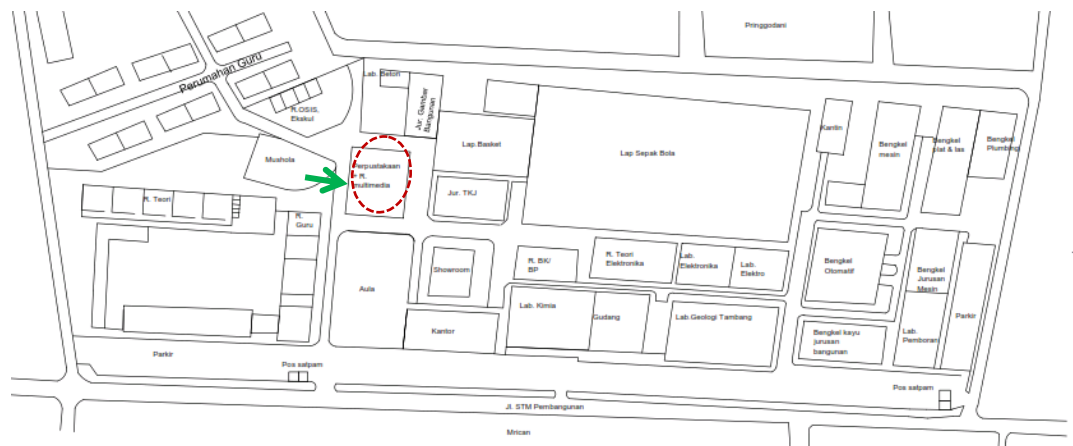 Pringgodani
Perumahan Guru
Lab. Beton
Jur. Gambar
Bangunan
R.OSIS,
Ekskul
Kantin
Bengkel
mesin
Bengkel
plat & las
Bengkel
Plumbing
Lap.Basket
Lap Sepak Bola
Mushola
Perpustakaan
+ R.
multimedia
Jur. TKJ
R. Teori
R.
Guru
R. BK/
BP
R. Teori
Elektronika
Lab.
Elektronika
Lab.
Elektro
Bengkel
Otomatif
Bengkel
Jurusan
Mesin
Showroom
Aula
Lab. Kimia
Gudang
Lab.Geologi Tambang
Parkir
Kantor
Bengkel kayu
jurusan
bangunan
Lab.
Pemboran
Parkir
Pos satpam
Pos satpam
Jl. STM Pembangunan
Mrican